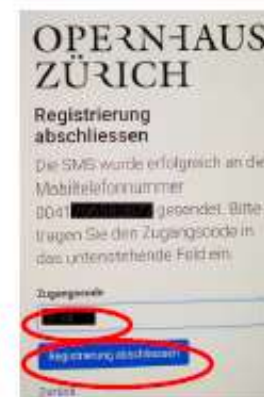 OPERNHAUS
ZÜRICH
Registrierung
abschliessen
Die SMS wurde erfolgreich an die
Mobiltelefonnummer
0041 gesendet. Bitte
tragen Sie den Zugangscode in
das untenstehende Feld ein.
Zugangscode
Registrierung abschliessen
Zurück